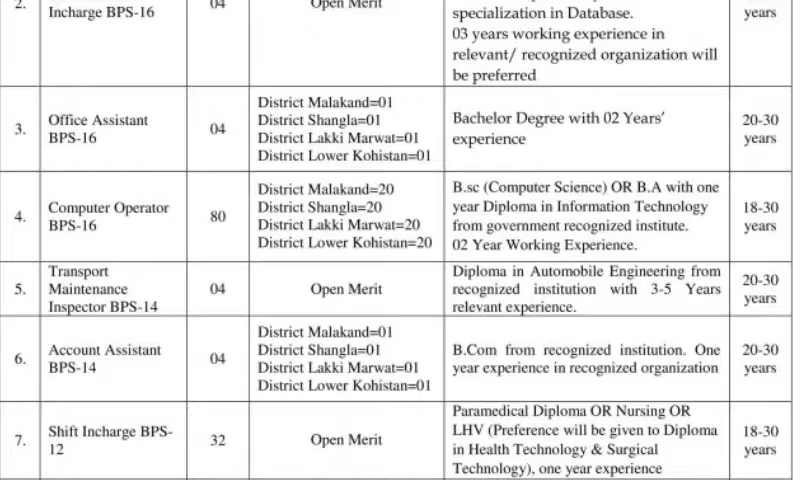 2.
Incharge BPS-16
04
Open Merit
specialization in Database.
03 years working experience in
relevant/ recognized organization will
be preferred
years
3.
Office Assistant
BPS-16
04
District Malakand=01
District Shangla=01
District Lakki Marwat=01
District Lower Kohistan=01
Bachelor Degree with 02 Years'
experience
20-30
years
4.
Computer Operator
BPS-16
80
District Malakand=20
District Shangla=20
District Lakki Marwat=20
District Lower Kohistan=20
B.sc (Computer Science) OR B.A with one
year Diploma in Information Technology
from government recognized institute.
02 Year Working Experience.
18-30
years
5.
Transport
Maintenance
Inspector BPS-14
04
Open Merit
Diploma in Automobile Engineering from
recognized institution with 3-5 Years
relevant experience.
20-30
years
6.
Account Assistant
BPS-14
04
District Malakand=01
District Shangla=01
District Lakki Marwat=01
District Lower Kohistan=01
B.Com from recognized institution. One
year experience in recognized organization
20-30
years
7.
Shift Incharge BPS-
12
32
Open Merit
Paramedical Diploma OR Nursing OR
LHV (Preference will be given to Diploma
in Health Technology & Surgical
Technology), one year experience
18-30
years